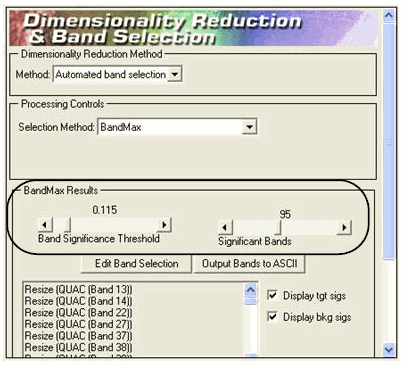 Dimensionality Reduction
& Band Selection
Dimensionality Reduction Method
Method: Automated band selection
Processing Controls
Selection Method: BandMax
BandMax Results
0.115
95
Band Significance Threshold
Significant Bands
Edit Band Selection
Output Bands to ASCII
Resize (QUAC (Band 13))
Resize (QUAC (Band 14))
Resize (QUAC (Band 22))
Resize (QUAC (Band 27))
Resize (QUAC (Band 37))
Resize (QUAC (Band 38))
Display tgt sigs
Display bkg sigs